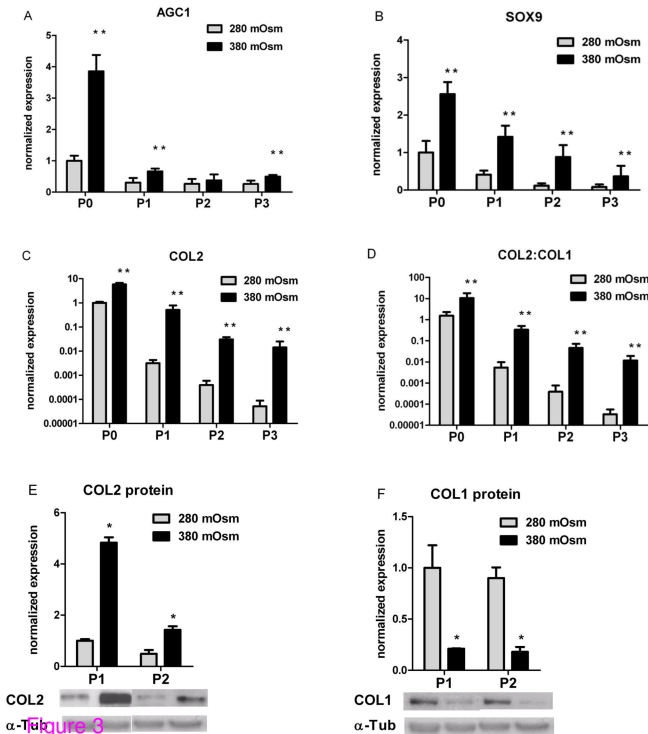 A
AGC1
280 mOsm
380 mOsm
normalized expression
5
4
3
2
1
0
**
**
**
P0 P1 P2 P3
B
SOX9
280 mOsm
380 mOsm
normalized expression
4
3
2
1
0
**
**
**
**
P0 P1 P2 P3
C
COL2
280 mOsm
380 mOsm
normalized expression
10
1
0.1
0.01
0.001
0.0001
0.00001
**
**
**
**
P0 P1 P2 P3
D
COL2:COL1
280 mOsm
380 mOsm
normalized expression
100
10
1
0.1
0.01
0.001
0.0001
0.00001
**
**
**
**
P0 P1 P2 P3
E
COL2 protein
280 mOsm
380 mOsm
normalized expression
6
4
2
0
*
*
P1 P2
COL2
α-Tub
F
COL1 protein
280 mOsm
380 mOsm
normalized expression
1.5
1.0
0.5
0.0
*
*
P1 P2
COL1
α-Tub
Figure 3